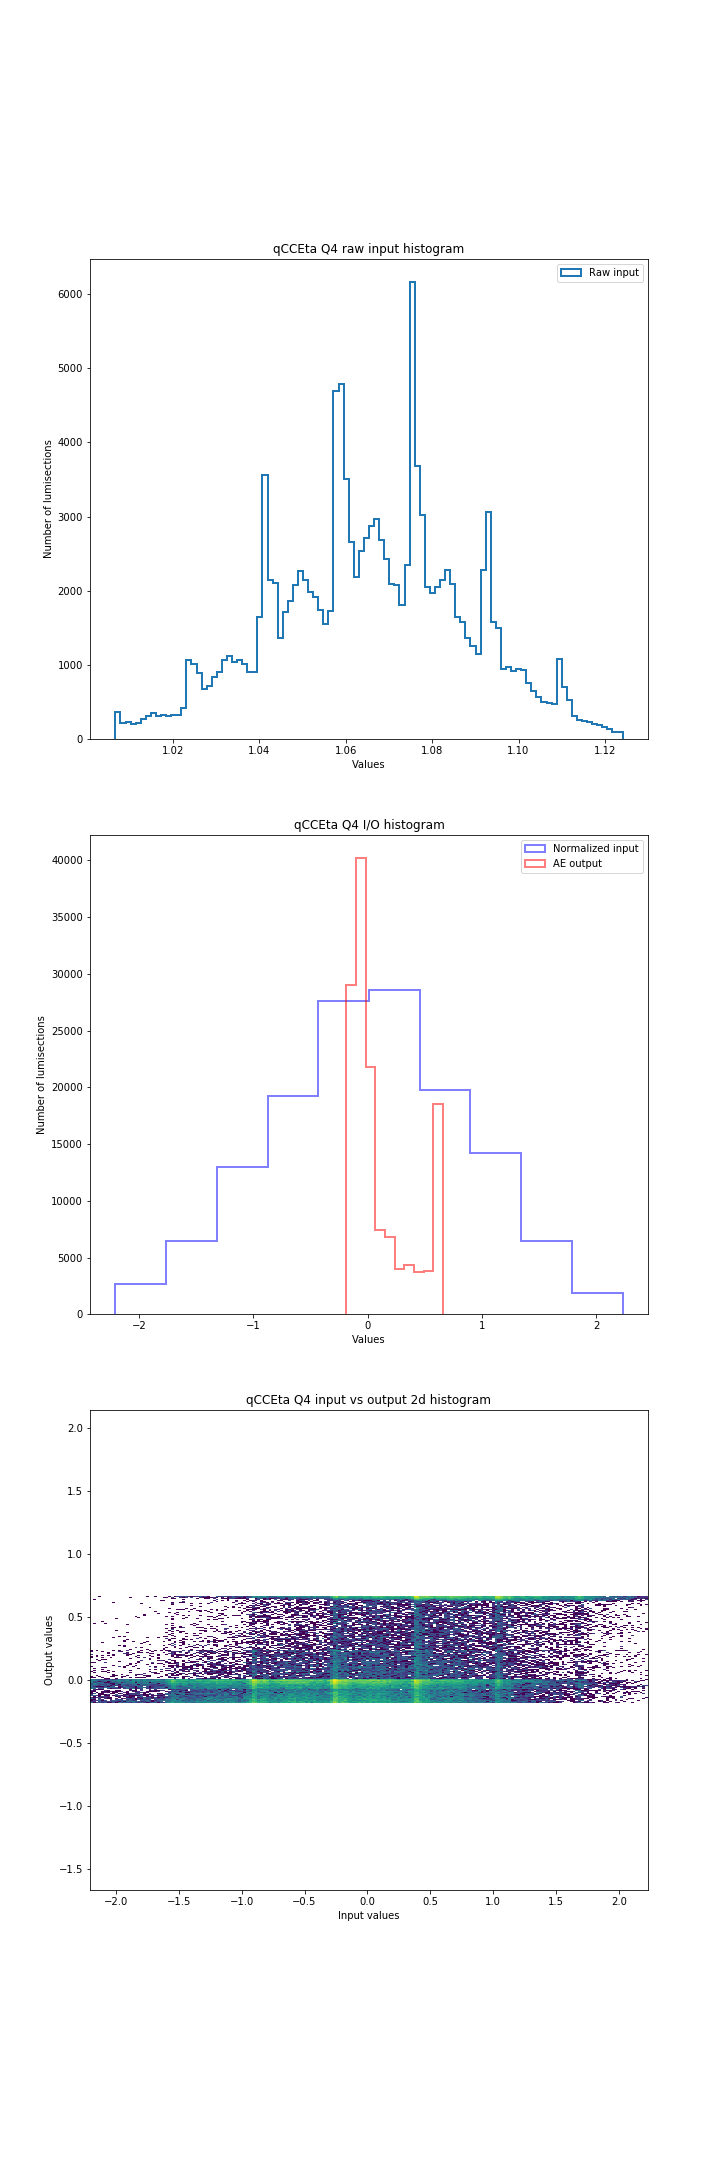 qCCEta Q4 raw input histogram
Raw input
6000
5000
4000
3000
2000
1000
0
Number of lumisections
1.02 1.04 1.06 1.08 1.10 1.12
Values
qCCEta Q4 I/O histogram
Normalized input
AE output
40000
35000
30000
25000
20000
15000
10000
5000
0
Number of lumisections
−2 −1 0 1 2
Values
qCCEta Q4 input vs output 2d histogram
2.0
1.5
1.0
0.5
0.0
−0.5
−1.0
−1.5
Output values
−2.0 −1.5 −1.0 −0.5 0.0 0.5 1.0 1.5 2.0
Input values